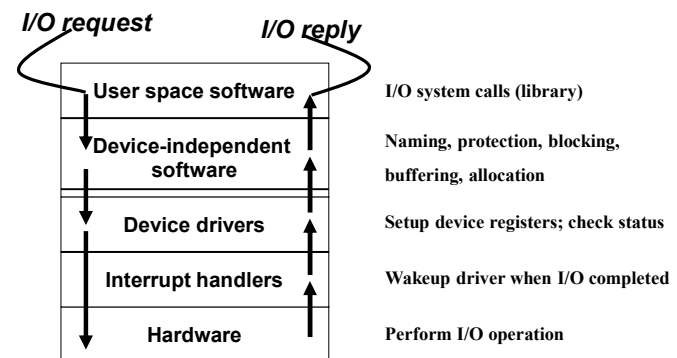 I/O request
I/O reply
User space software
I/O system calls (library)
Device-independent
software
Naming, protection, blocking,
buffering, allocation
Device drivers
Setup device registers; check status
Interrupt handlers
Wakeup driver when I/O completed
Hardware
Perform I/O operation